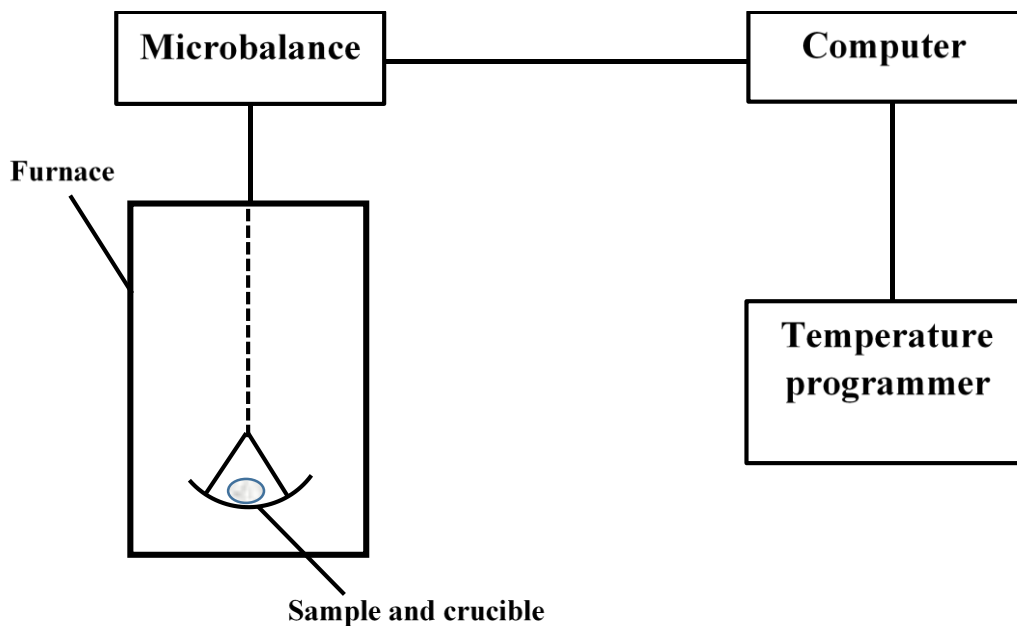 Microbalance
Computer
Furnace
Temperature
programmer
Sample and crucible